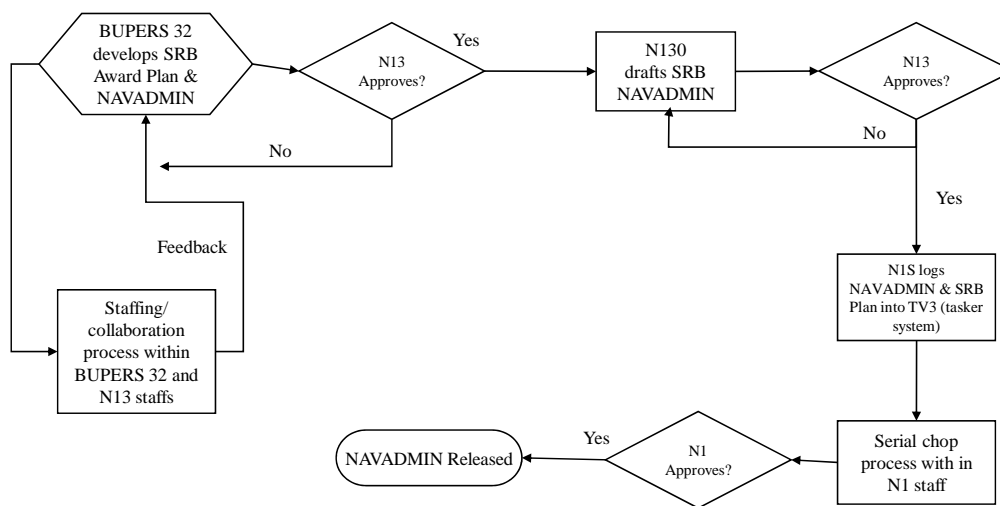 BUPERS 32
develops SRB
Award Plan &
NAVADMIN
N13
Approves?
Yes
No
N130
drafts SRB
NAVADMIN
N13
Approves?
No
Yes
Feedback
Staffing/
collaboration
process within
BUPERS 32 and
N13 staffs
N1S logs
NAVADMIN & SRB
Plan into TV3 (tasker
system)
Serial chop
process with in
N1 staff
N1
Approves?
Yes
NAVADMIN Released